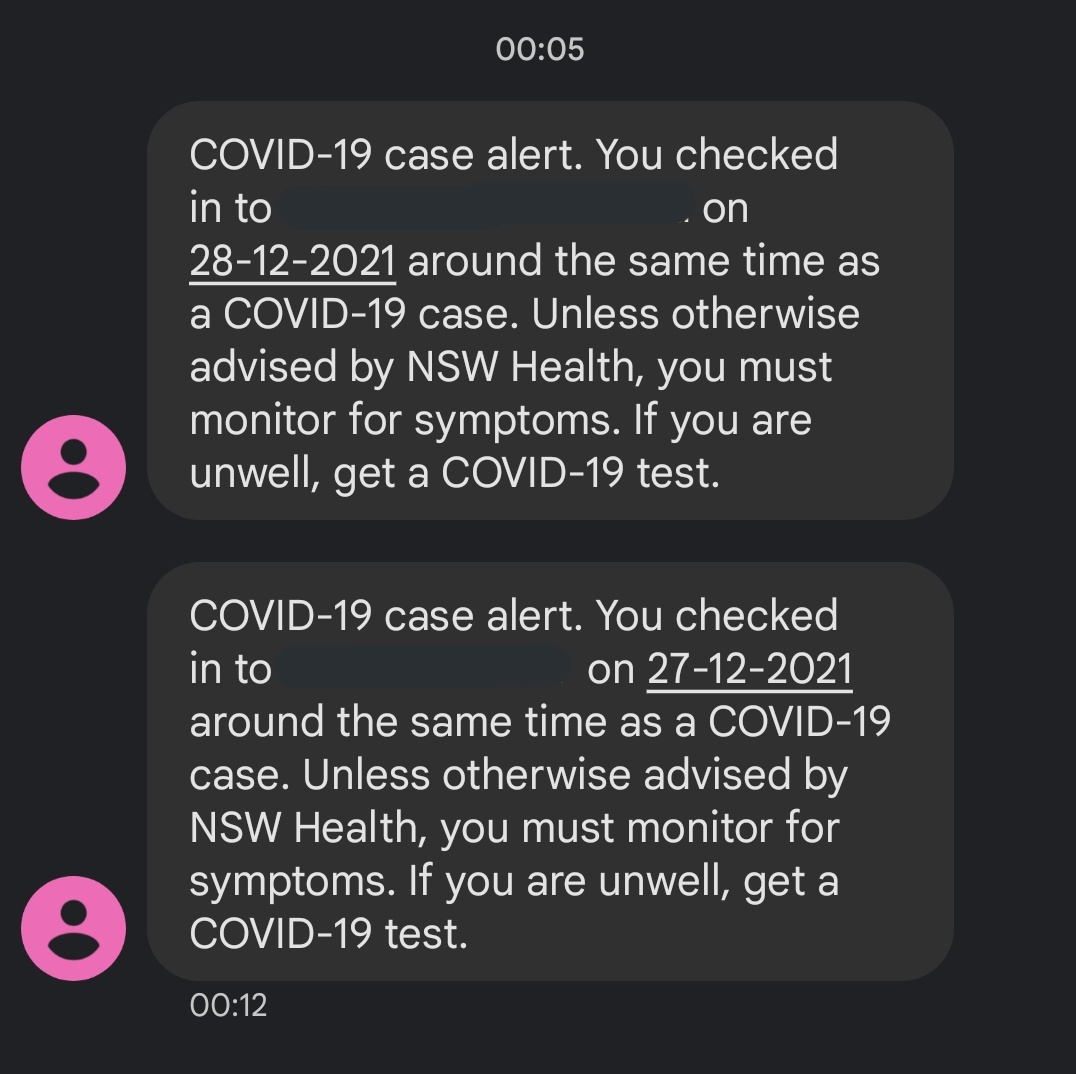 00:05
COVID-19 case alert. You checked
in to on
28-12-2021 around the same time as
a COVID-19 case. Unless otherwise
advised by NSW Health, you must
monitor for symptoms. If you are
unwell, get a COVID-19 test.
COVID-19 case alert. You checked
in to on 27-12-2021
around the same time as a COVID-19
case. Unless otherwise advised by
NSW Health, you must monitor for
symptoms. If you are unwell, get a
COVID-19 test.
00:12